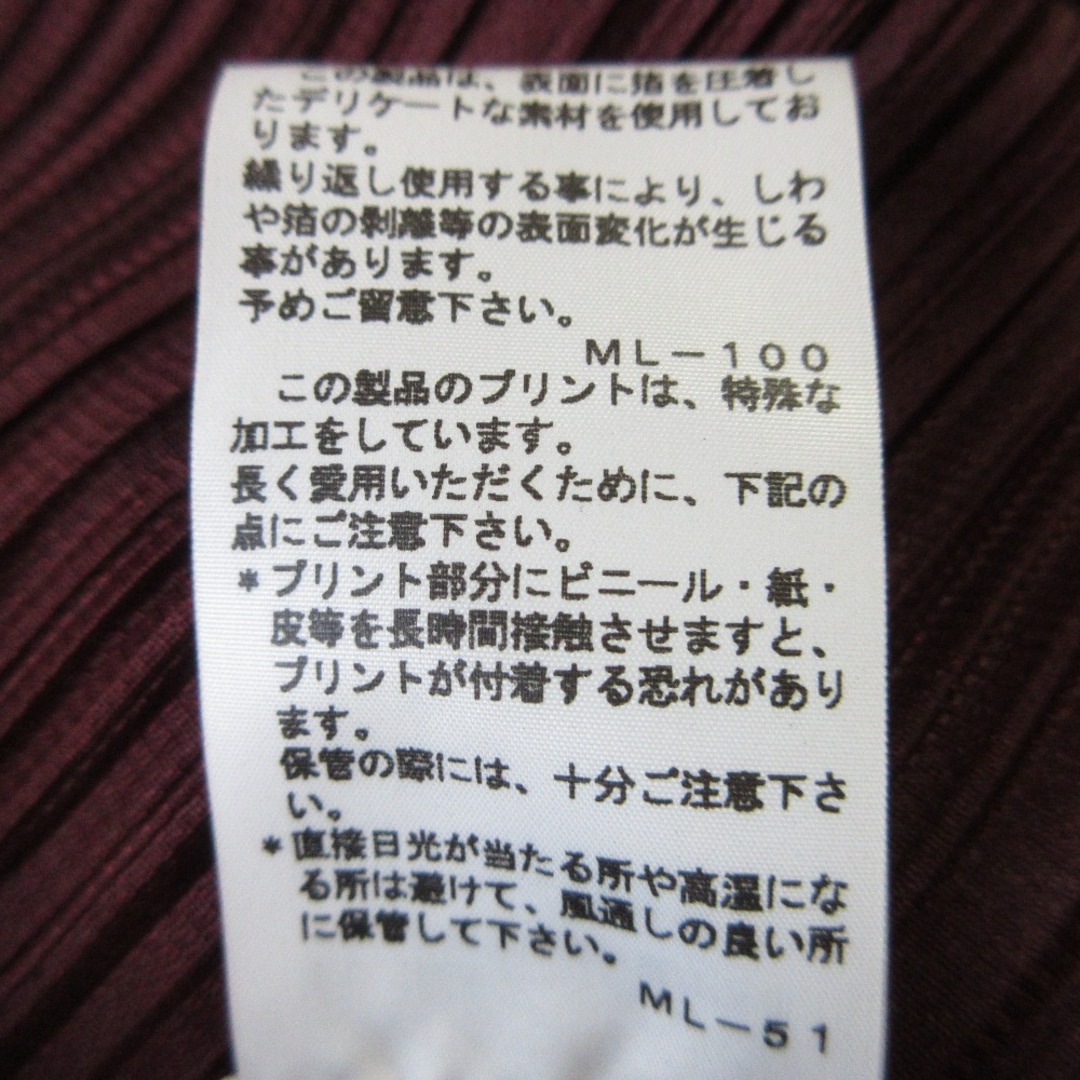 この製品は、表面に箔を圧着し
たデリケートな素材を使用してお
ります。
繰り返し使用する事により、しわ
や箔の剥離等の表面変化が生じる
事があります。
予めご留意下さい。
ML－100
この製品のプリントは、特殊な
加工をしています。
長く愛用いただくために、下記の
点にご注意下さい。
＊プリント部分にビニール・紙・
皮等を長時間接触させますと、
プリントが付着する恐れがあり
ます。
保管の際には、十分ご注意下さ
い。
＊直接日光が当たる所や高温にな
る所は避けて、風通しの良い所
に保管して下さい。
ML－51